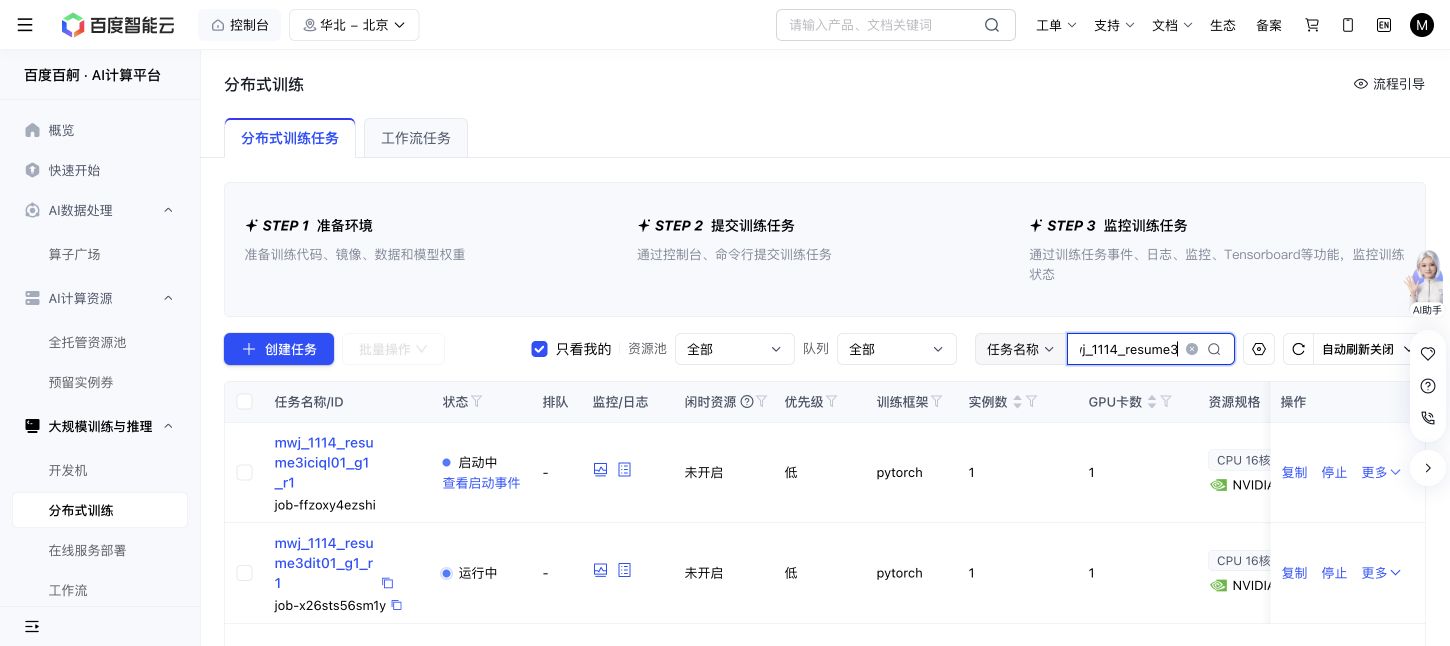 百度智能云
控制台
华北 – 北京
请输入产品、文档关键词
工单
支持
文档
生态
备案
EN
M
百度百舸 · AI计算平台
概览
快速开始
AI数据处理
算子广场
AI计算资源
全托管资源池
预留实例券
大规模训练与推理
开发机
分布式训练
在线服务部署
工作流
分布式训练
流程引导
分布式训练任务
工作流任务
STEP 1 准备环境
准备训练代码、镜像、数据和模型权重
STEP 2 提交训练任务
通过控制台、命令行提交训练任务
STEP 3 监控训练任务
通过训练任务事件、日志、监控、Tensorboard等功能，监控训练
状态
AI助手
创建任务
批量操作
只看我的
资源池
全部
队列
全部
任务名称
j_1114_resume3
自动刷新关闭
任务名称/ID
状态
排队
监控/日志
闲时资源
优先级
训练框架
实例数
GPU卡数
资源规格
操作
mwj_1114_resu
me3iciql01_g1
_r1
job-ffzoxy4ezshi
启动中
查看启动事件
-
未开启
低
pytorch
1
1
CPU 16核
NVIDIA
复制
停止
更多
mwj_1114_resu
me3dit01_g1_r
1
job-x26sts56sm1y
运行中
-
未开启
低
pytorch
1
1
CPU 16核
NVIDIA
复制
停止
更多